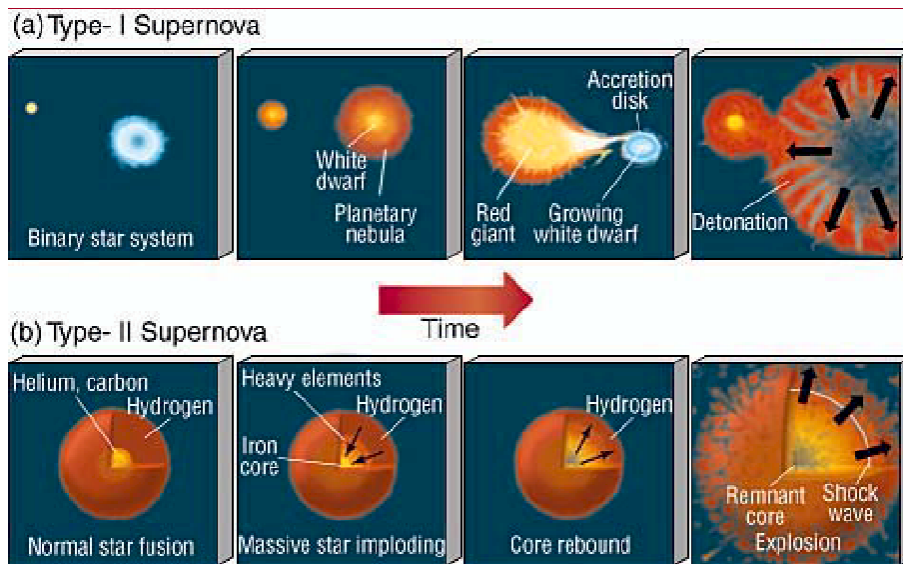 (a) Type- I Supernova
Binary star system
White
dwarf
Planetary
nebula
Accretion
disk
Red
giant
Growing
white dwarf
Detonation
Time
(b) Type- II Supernova
Helium, carbon
Hydrogen
Normal star fusion
Heavy elements
Hydrogen
Iron
core
Massive star imploding
Hydrogen
Core rebound
Remnant
core
Shock
wave
Explosion